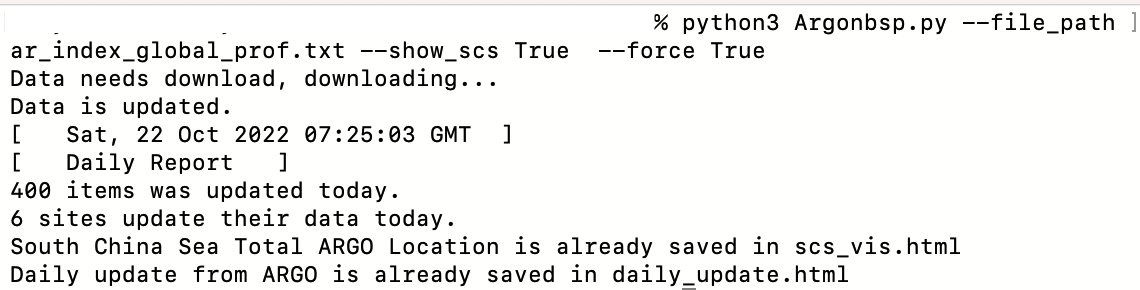 % python3 Argonbsp.py --file_path ]
ar_index_global_prof.txt --show_scs True  --force True
Data needs download, downloading...
Data is updated.
[   Sat, 22 Oct 2022 07:25:03 GMT  ]
[   Daily Report   ]
400 items was updated today.
6 sites update their data today.
South China Sea Total ARGO Location is already saved in scs_vis.html
Daily update from ARGO is already saved in daily_update.html